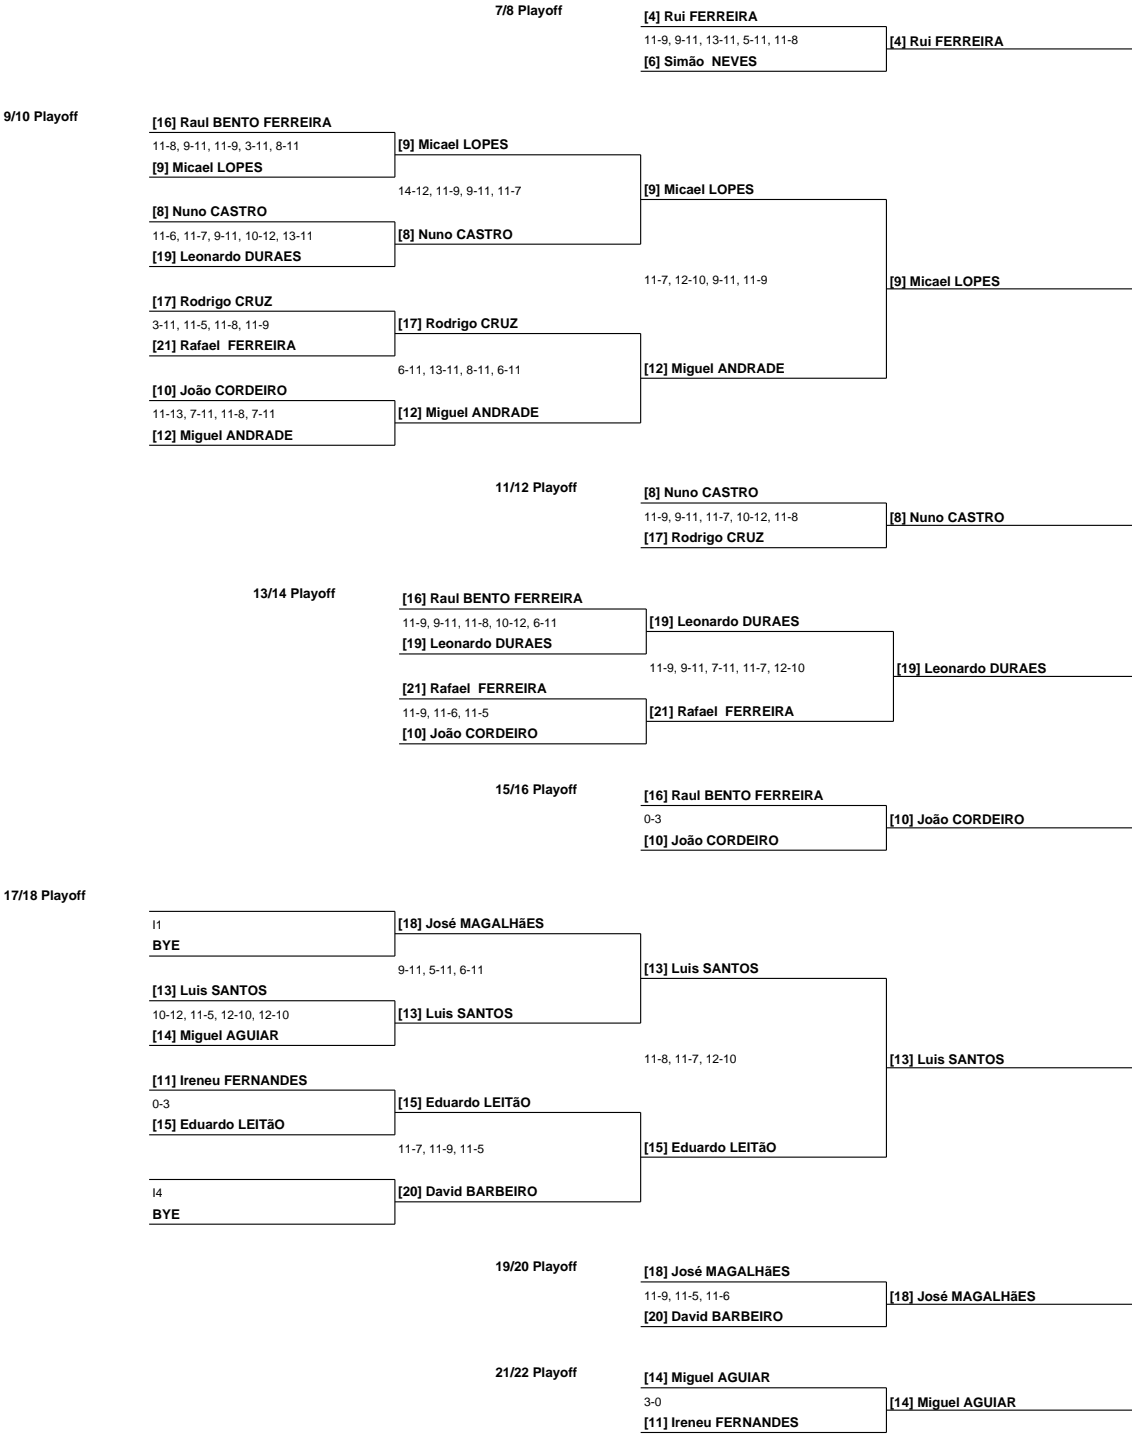 7/8 Playoff
[4] Rui FERREIRA
11-9, 9-11, 13-11, 5-11, 11-8
[4] Rui FERREIRA
[6] Simão  NEVES
9/10 Playoff
[16] Raul BENTO FERREIRA
11-8, 9-11, 11-9, 3-11, 8-11
[9] Micael LOPES
[9] Micael LOPES
14-12, 11-9, 9-11, 11-7
[9] Micael LOPES
[8] Nuno CASTRO
11-6, 11-7, 9-11, 10-12, 13-11
[8] Nuno CASTRO
[19] Leonardo DURAES
11-7, 12-10, 9-11, 11-9
[9] Micael LOPES
[17] Rodrigo CRUZ
3-11, 11-5, 11-8, 11-9
[17] Rodrigo CRUZ
[21] Rafael  FERREIRA
6-11, 13-11, 8-11, 6-11
[12] Miguel ANDRADE
[10] João CORDEIRO
11-13, 7-11, 11-8, 7-11
[12] Miguel ANDRADE
[12] Miguel ANDRADE
11/12 Playoff
[8] Nuno CASTRO
11-9, 9-11, 11-7, 10-12, 11-8
[8] Nuno CASTRO
[17] Rodrigo CRUZ
13/14 Playoff
[16] Raul BENTO FERREIRA
11-9, 9-11, 11-8, 10-12, 6-11
[19] Leonardo DURAES
[19] Leonardo DURAES
11-9, 9-11, 7-11, 11-7, 12-10
[19] Leonardo DURAES
[21] Rafael  FERREIRA
11-9, 11-6, 11-5
[21] Rafael  FERREIRA
[10] João CORDEIRO
15/16 Playoff
[16] Raul BENTO FERREIRA
0-3
[10] João CORDEIRO
[10] João CORDEIRO
17/18 Playoff
I1
[18] José MAGALHãES
BYE
9-11, 5-11, 6-11
[13] Luis SANTOS
[13] Luis SANTOS
10-12, 11-5, 12-10, 12-10
[13] Luis SANTOS
[14] Miguel AGUIAR
11-8, 11-7, 12-10
[13] Luis SANTOS
[11] Ireneu FERNANDES
0-3
[15] Eduardo LEITãO
[15] Eduardo LEITãO
11-7, 11-9, 11-5
[15] Eduardo LEITãO
I4
[20] David BARBEIRO
BYE
19/20 Playoff
[18] José MAGALHãES
11-9, 11-5, 11-6
[18] José MAGALHãES
[20] David BARBEIRO
21/22 Playoff
[14] Miguel AGUIAR
3-0
[14] Miguel AGUIAR
[11] Ireneu FERNANDES